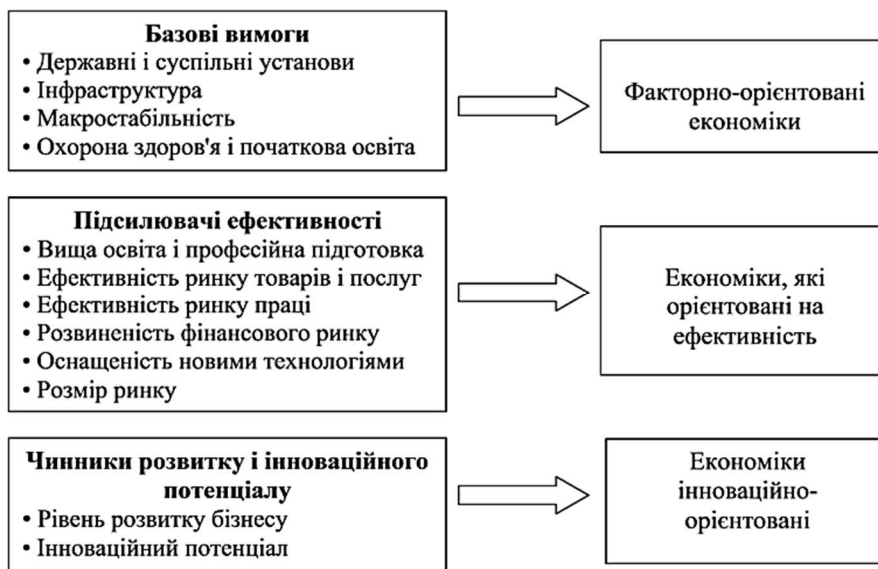 Базові вимоги
• Державні і суспільні установи
• Інфраструктура
• Макростабільність
• Охорона здоров'я і початкова освіта
Факторно-орієнтовані
економіки
Підсилювачі ефективності
• Вища освіта і професійна підготовка
• Ефективність ринку товарів і послуг
• Ефективність ринку праці
• Розвиненість фінансового ринку
• Оснащеність новими технологіями
• Розмір ринку
Економіки, які
орієнтовані на
ефективність
Чинники розвитку і інноваційного
потенціалу
• Рівень розвитку бізнесу
• Інноваційний потенціал
Економіки
інноваційно-
орієнтовані